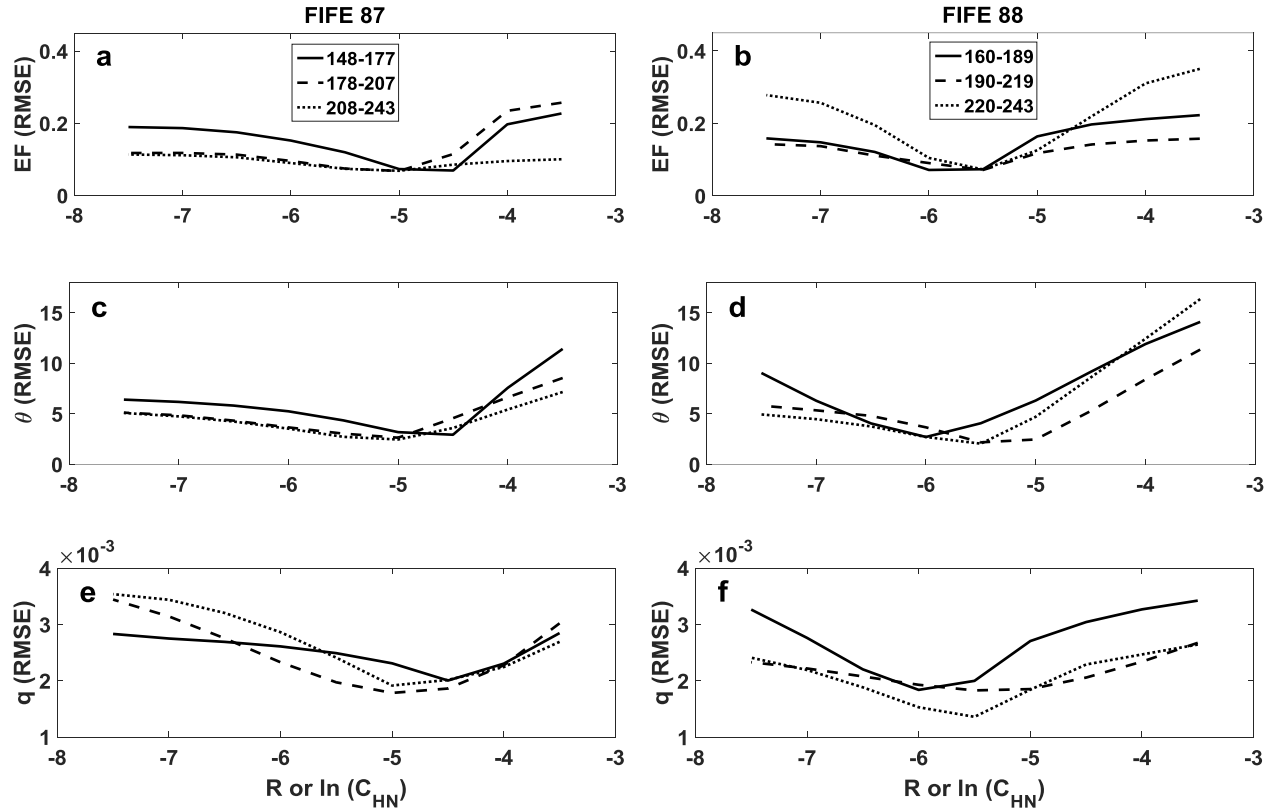 FIFE 87
a
148-177
178-207
208-243
0.4
0.2
0
EF (RMSE)
-8 -7 -6 -5 -4 -3
FIFE 88
b
160-189
190-219
220-243
0.4
0.2
0
EF (RMSE)
-8 -7 -6 -5 -4 -3
c
15
10
5
0
θ (RMSE)
-8 -7 -6 -5 -4 -3
d
15
10
5
0
θ (RMSE)
-8 -7 -6 -5 -4 -3
×10⁻³
e
4
3
2
1
q (RMSE)
-8 -7 -6 -5 -4 -3
R or ln (C_HN)
×10⁻³
f
4
3
2
1
q (RMSE)
-8 -7 -6 -5 -4 -3
R or ln (C_HN)